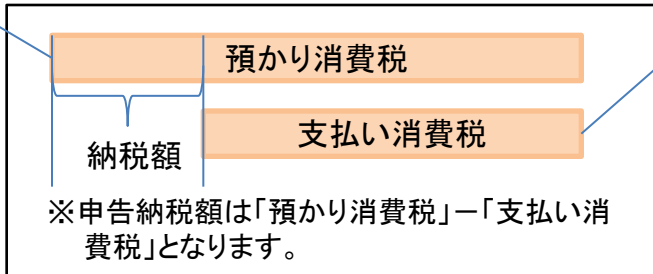 預かり消費税
支払い消費税
納税額
※申告納税額は「預かり消費税」－「支払い消
費税」となります。